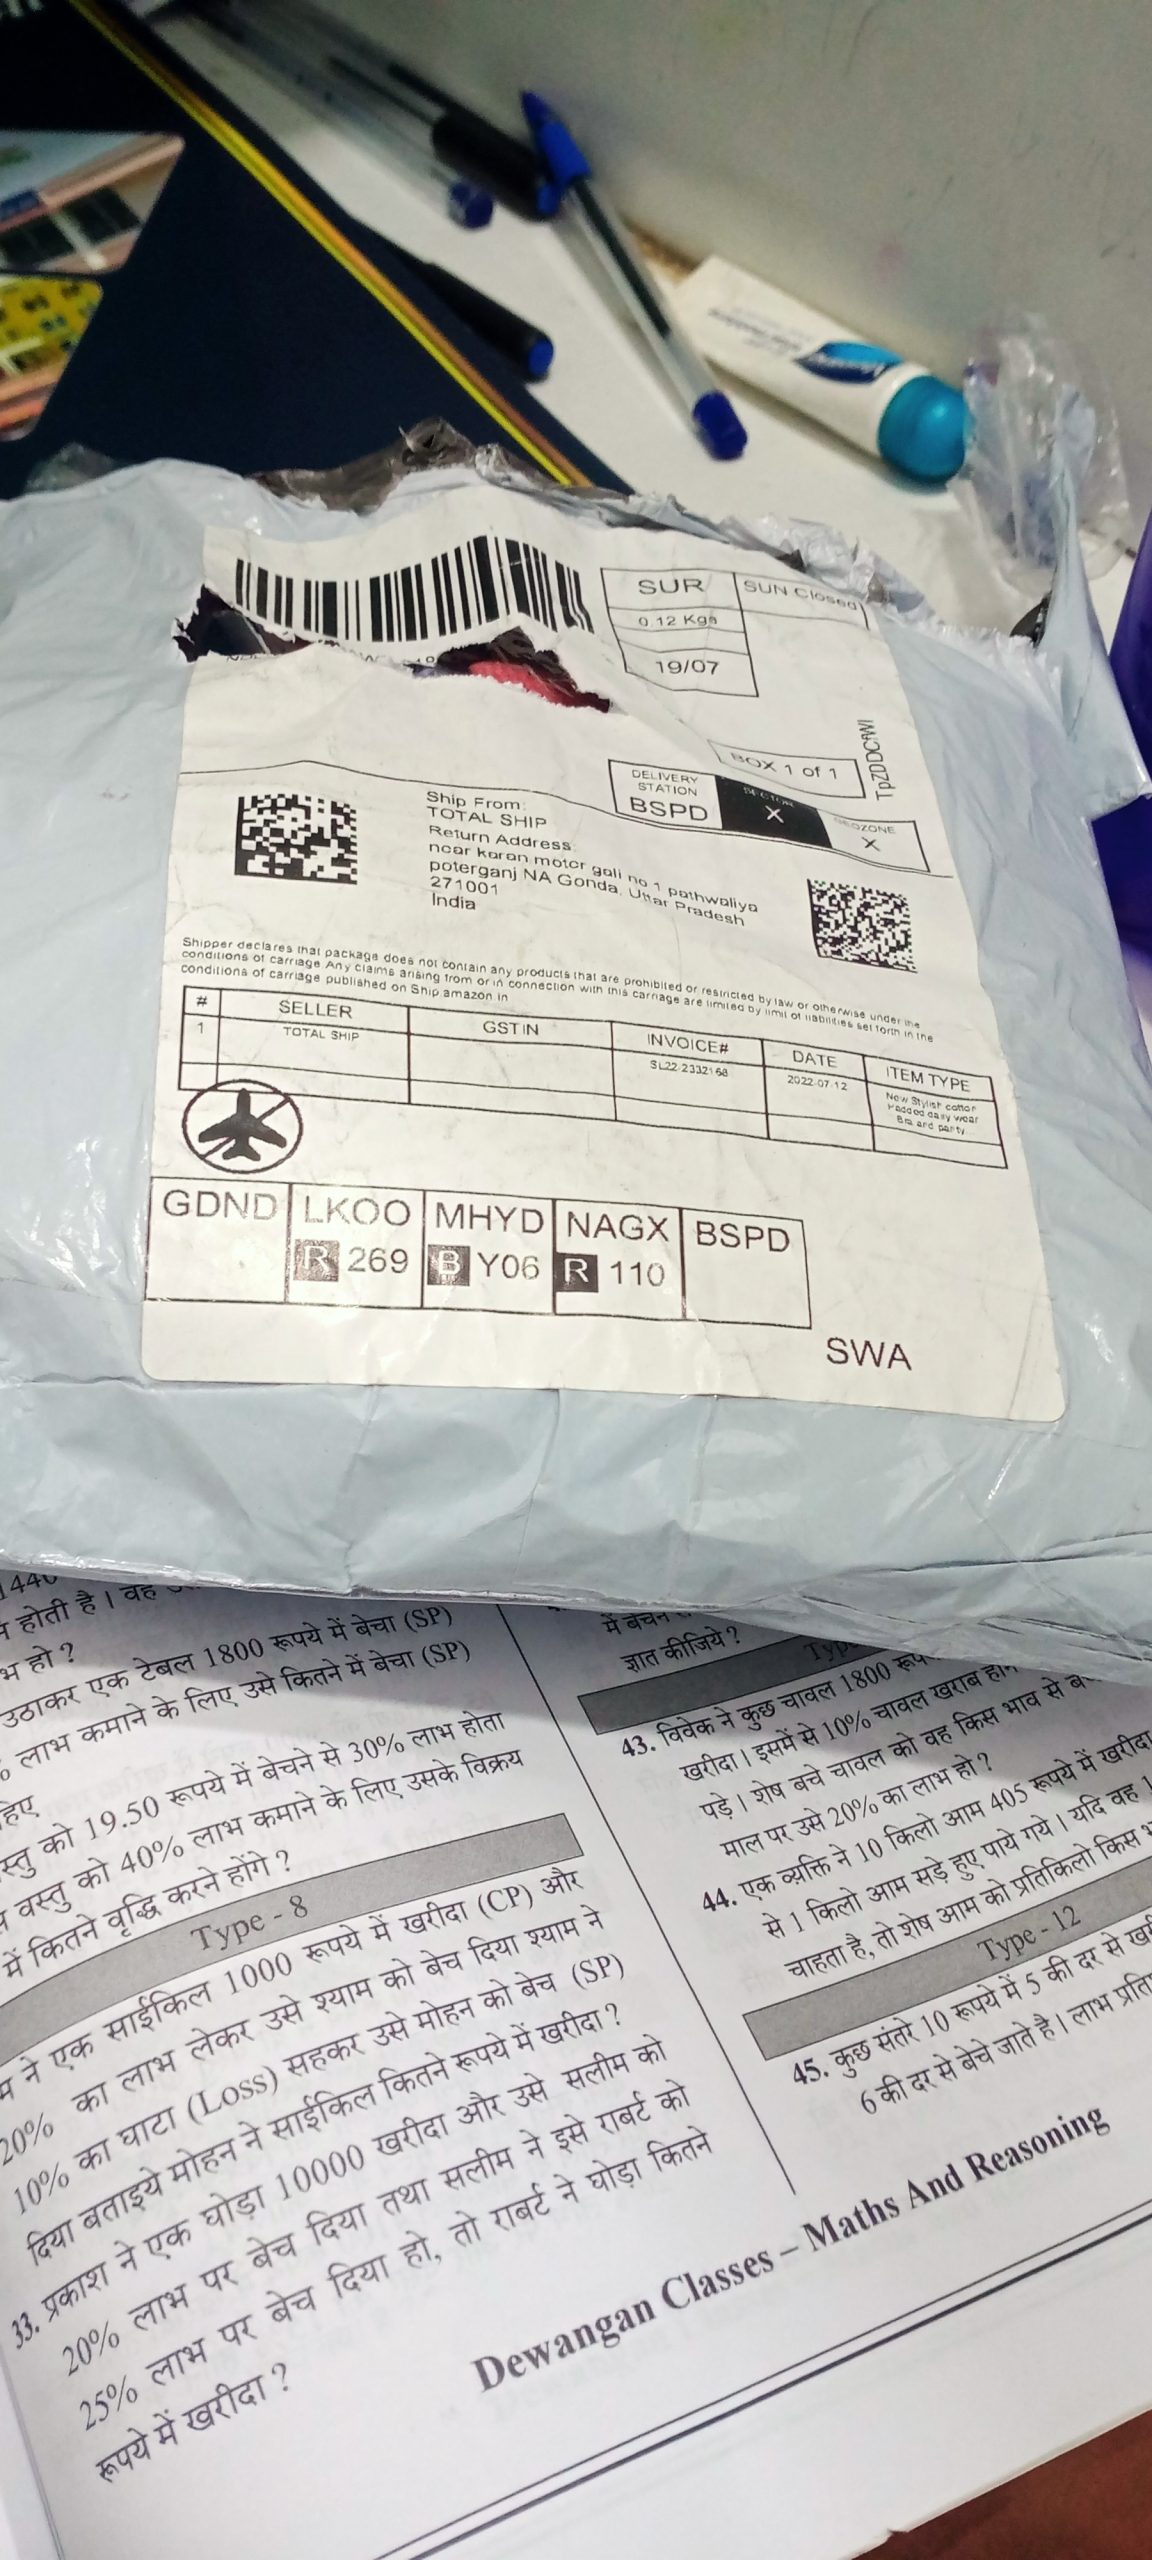 SUR
SUN Closed
0.12 Kgs
19/07
BOX 1 of 1
TpZDDCfWl
DELIVERY
STATION
BSPD
SECTOR
X
GEOZONE
X
Ship From:
TOTAL SHIP
Return Address:
near karan motor gali no 1 pathwaliya
poterganj NA Gonda, Uttar Pradesh
271001
India
Shipper declares that package does not contain any products that are prohibited or restricted by law or otherwise under the
conditions of carriage Any claims arising from or in connection with this carriage are limited by limit of liabilities set forth in the
conditions of carriage published on Ship.amazon.in
# SELLER GSTIN INVOICE# DATE ITEM TYPE
1 TOTAL SHIP SL22-2332168 2022-07-12 New Stylish cotton
Padded daily wear
Bra and panty
GDND LKOO MHYD NAGX BSPD
R 269 B Y06 R 110
SWA
होती है। वह
हो ?
उठाकर एक टेबल 1800 रूपये में बेचा (SP)
लाभ कमाने के लिए उसे कितने में बेचा (SP)
को 19.50 रूपये में बेचने से 30% लाभ होता
वस्तु को 40% लाभ कमाने के लिए उसके विक्रय
में कितने वृद्धि करने होंगे ?
Type - 8
ने एक साईकिल 1000 रूपये में खरीदा (CP) और
20% का लाभ लेकर उसे श्याम को बेच दिया श्याम ने
10% का घाटा (Loss) सहकर उसे मोहन को बेच (SP)
दिया बताइये मोहन ने साईकिल कितने रूपये में खरीदा ?
33. प्रकाश ने एक घोड़ा 10000 खरीदा और उसे सलीम को
20% लाभ पर बेच दिया तथा सलीम ने इसे राबर्ट को
25% लाभ पर बेच दिया हो, तो राबर्ट ने घोड़ा कितने
रूपये में खरीदा ?
में बेचने
ज्ञात कीजिये ?
Type
43. विवेक ने कुछ चावल 1800 रूप
खरीदा। इसमें से 10% चावल खराब
पड़े। शेष बचे चावल को वह किस भाव से
माल पर उसे 20% का लाभ हो ?
44. एक व्यक्ति ने 10 किलो आम 405 रूपये में खरीदा
से 1 किलो आम सड़े हुए पाये गये। यदि वह
चाहता है, तो शेष आम को प्रतिकिलो किस
Type - 12
45. कुछ संतरे 10 रूपये में 5 की दर से
6 की दर से बेचे जाते है। लाभ
Dewangan Classes – Maths And Reasoning